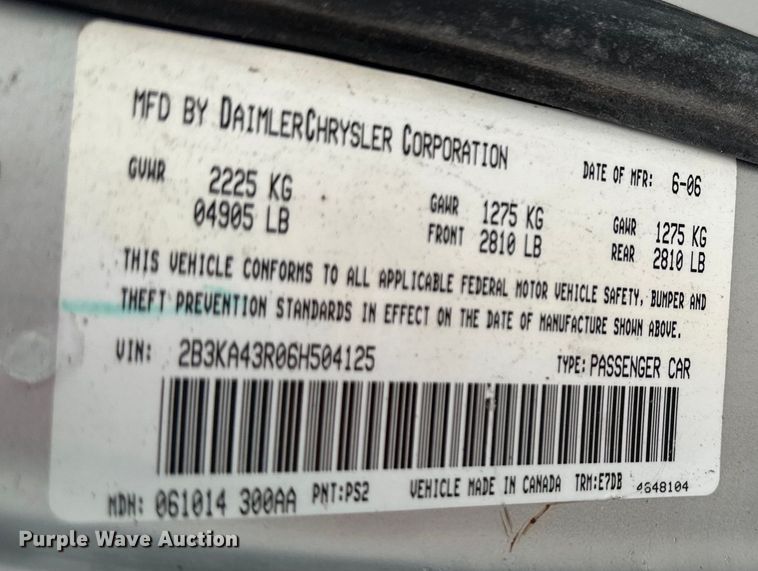 MFD BY DAIMLERCHRYSLER CORPORATION
DATE OF MFR: 6-06
GVWR 2225 KG
04905 LB
GAWR FRONT 1275 KG
2810 LB
GAWR REAR 1275 KG
2810 LB
THIS VEHICLE CONFORMS TO ALL APPLICABLE FEDERAL MOTOR VEHICLE SAFETY, BUMPER AND
THEFT PREVENTION STANDARDS IN EFFECT ON THE DATE OF MANUFACTURE SHOWN ABOVE.
VIN: 2B3KA43R06H504125 TYPE: PASSENGER CAR
MDH: 061014 300AA PNT:PS2 VEHICLE MADE IN CANADA TRM:E7DB 4648104
Purple Wave Auction